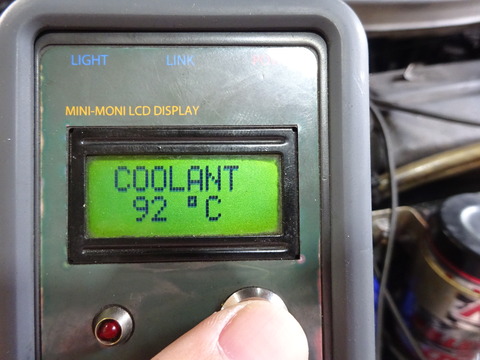 LIGHT LINK
MINI-MONI LCD DISPLAY
COOLANT
92 °C